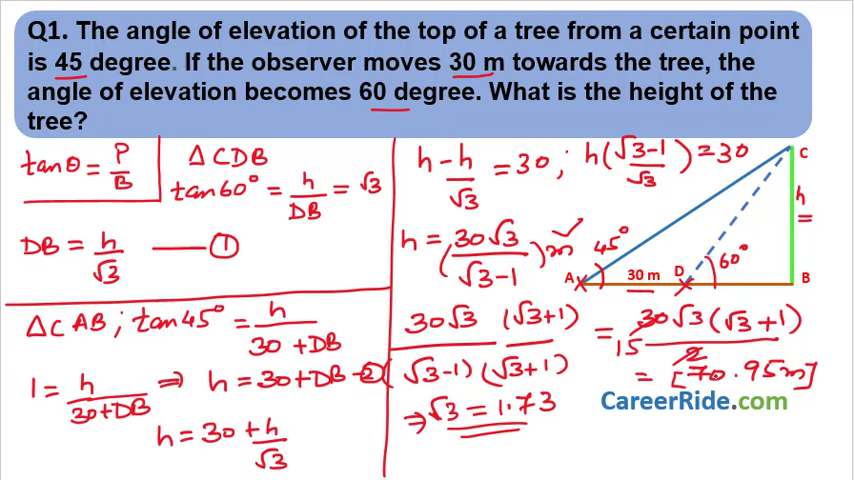 Q1. The angle of elevation of the top of a tree from a certain point
is 45 degree. If the observer moves 30 m towards the tree, the
angle of elevation becomes 60 degree. What is the height of the
tree?
tanθ = P/B
△CDB
tan60° = h/DB = √3
DB = h/√3 —— ①
△CAB ; tan45° = h/(30+DB)
1 = h/(30+DB) ⇒ h = 30+DB —②
h = 30 + h/√3
h - h/√3 = 30 ; h(√3-1/√3) = 30
h = (30√3/√3-1) m ✓
30√3 (√3+1) / (√3-1) (√3+1) = 15 30√3(√3+1) / 2
= [70.95m]
⇒ √3 = 1.73
C
h =
45°
60°
A 30 m D B
CareerRide.com